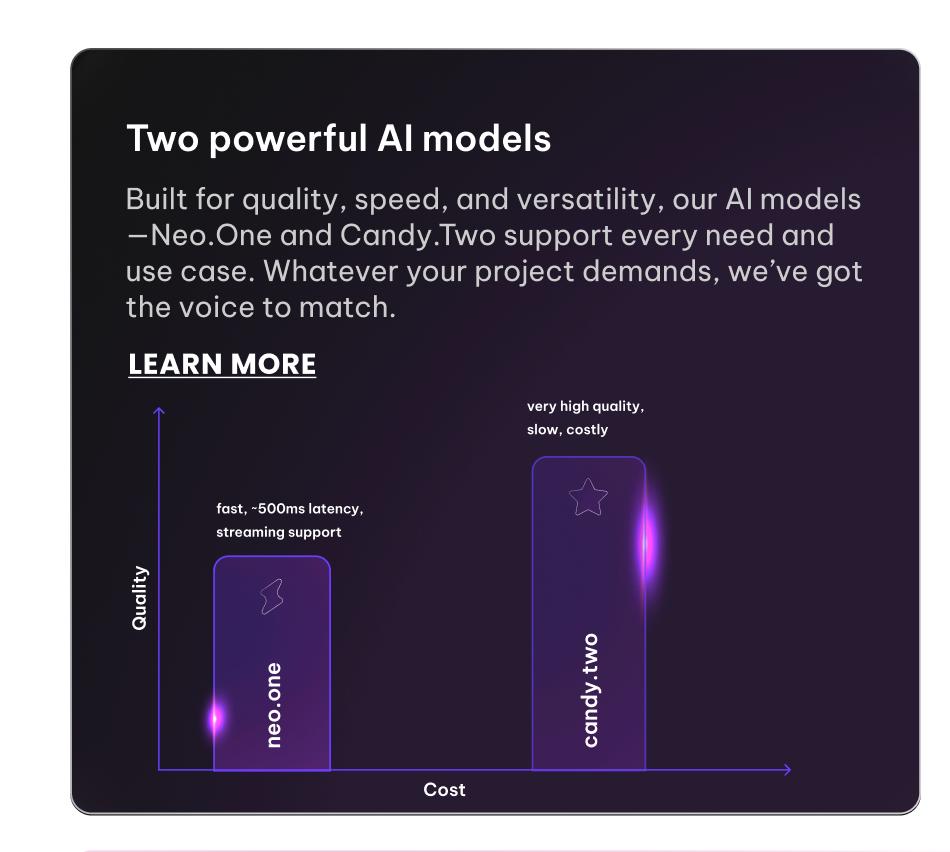 Two powerful AI models
Built for quality, speed, and versatility, our AI models
—Neo.One and Candy.Two support every need and
use case. Whatever your project demands, we’ve got
the voice to match.
LEARN MORE
very high quality,
slow, costly
fast, ~500ms latency,
streaming support
Quality
neo.one
candy.two
Cost